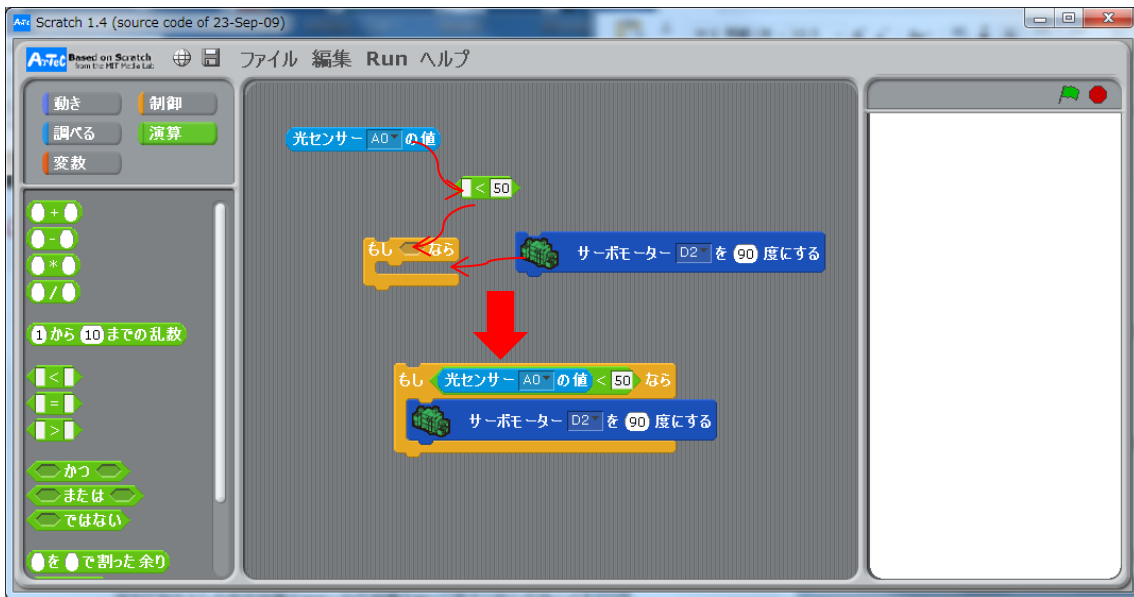 Scratch 1.4 (source code of 23-Sep-09)
ArTeC Based on Scratch from the MIT Media Lab ファイル 編集 Run ヘルプ
動き 制御
調べる 演算
変数
+
-
*
/
1 から 10 までの乱数
<
=
>
かつ
または
ではない
を で割った余り
光センサー A0 の値
< 50
もし なら
サーボモーター D2 を 90 度にする
もし 光センサー A0 の値 < 50 なら
サーボモーター D2 を 90 度にする